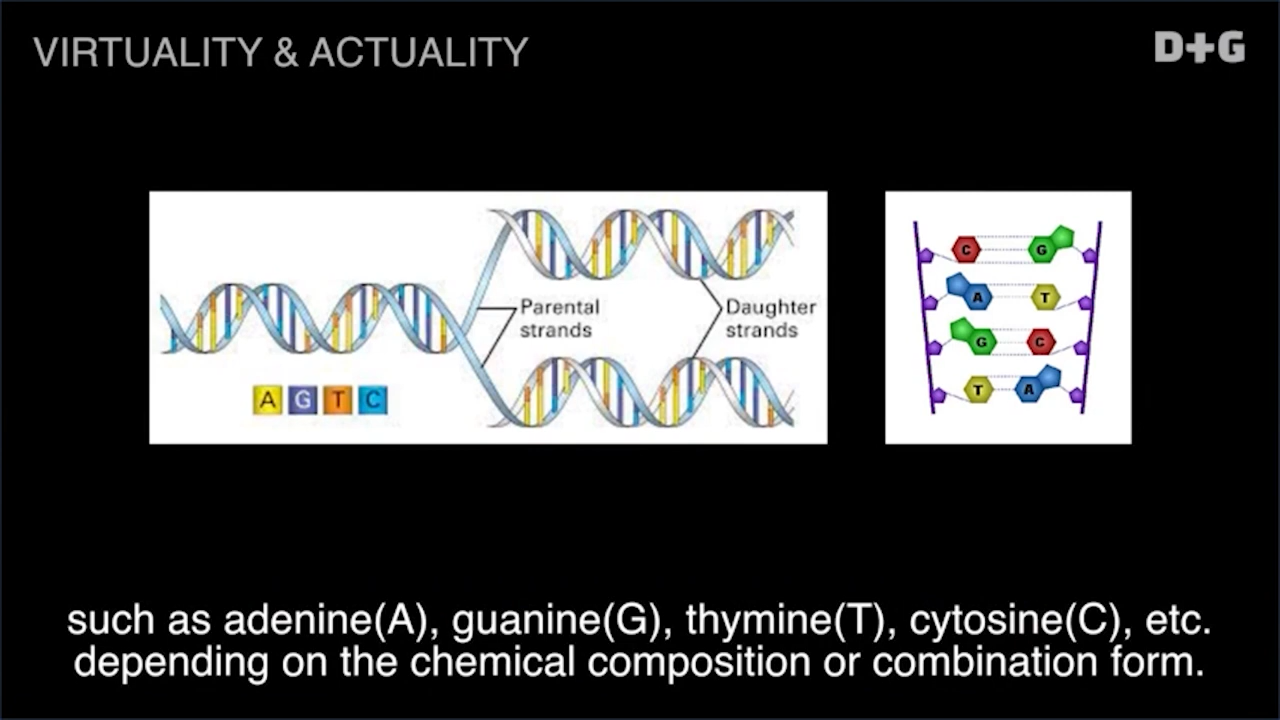 VIRTUALITY & ACTUALITY
D+G
Parental
strands
Daughter
strands
A G T C
C G
A T
G C
T A
such as adenine(A), guanine(G), thymine(T), cytosine(C), etc.
depending on the chemical composition or combination form.